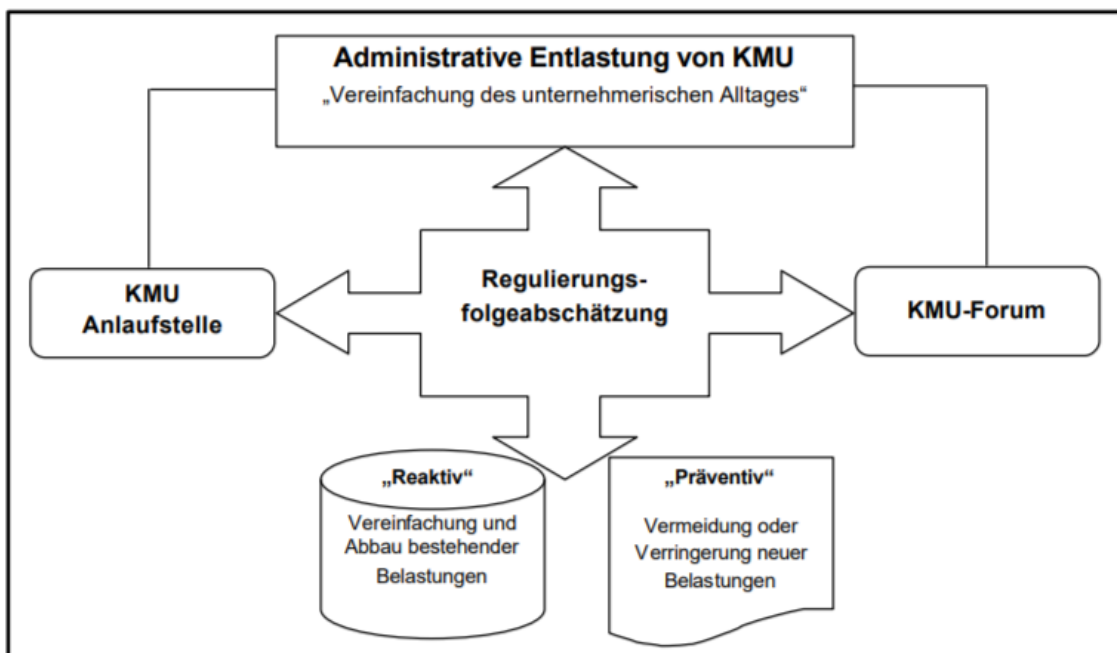 Administrative Entlastung von KMU
„Vereinfachung des unternehmerischen Alltages“
KMU
Anlaufstelle
Regulierungs-
folgeabschätzung
KMU-Forum
„Reaktiv“
Vereinfachung und
Abbau bestehender
Belastungen
„Präventiv“
Vermeidung oder
Verringerung neuer
Belastungen